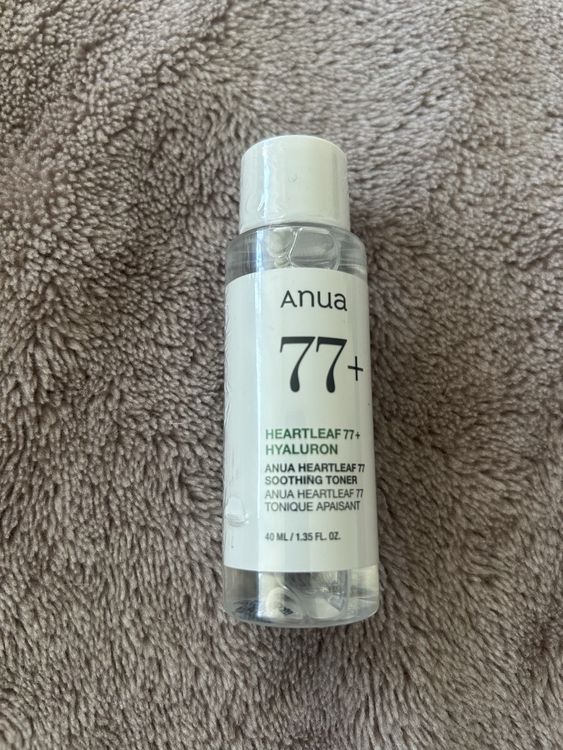 Anua
77+
HEARTLEAF 77+
HYALURON
ANUA HEARTLEAF 77
SOOTHING TONER
ANUA HEARTLEAF 77
TONIQUE APAISANT
40 ML / 1.35 FL. OZ.